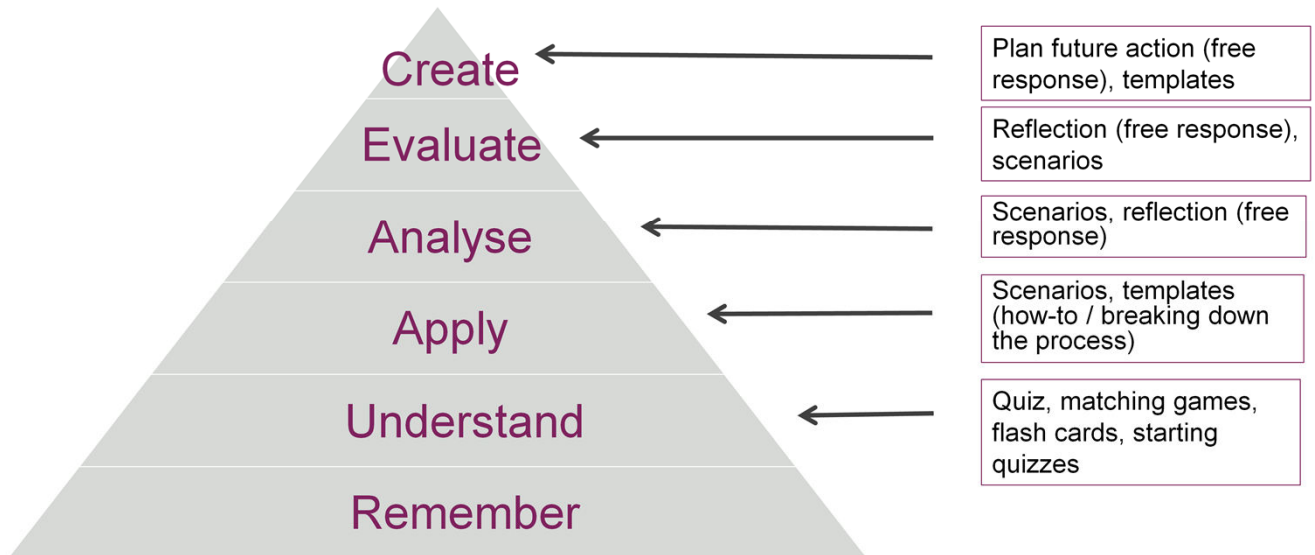 Create
Plan future action (free
response), templates
Evaluate
Reflection (free response),
scenarios
Analyse
Scenarios, reflection (free
response)
Apply
Scenarios, templates
(how-to / breaking down
the process)
Understand
Quiz, matching games,
flash cards, starting
quizzes
Remember